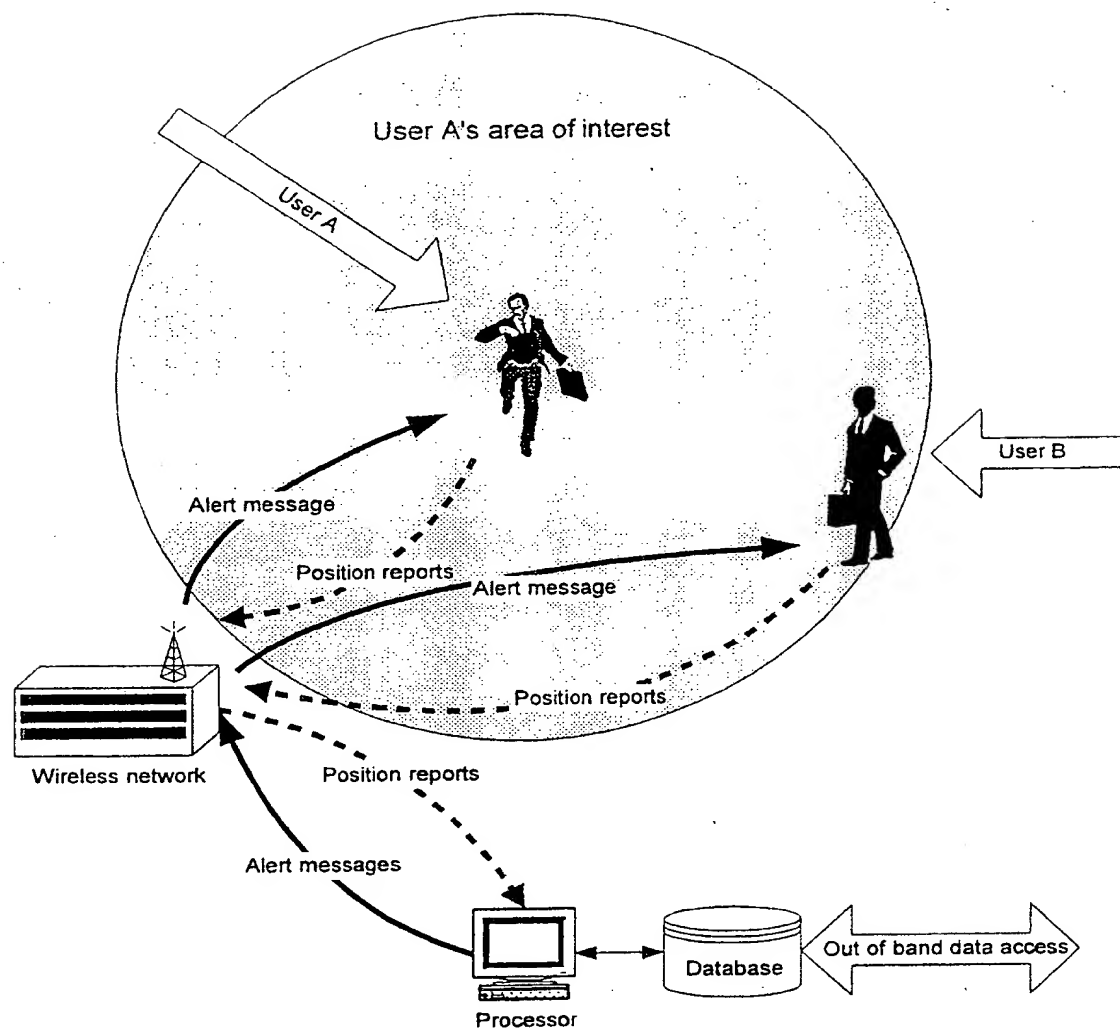 User A's area of interest
User A
User B
Alert message
Position reports
Alert message
Position reports
Wireless network
Position reports
Alert messages
Database
Out of band data access
Processor